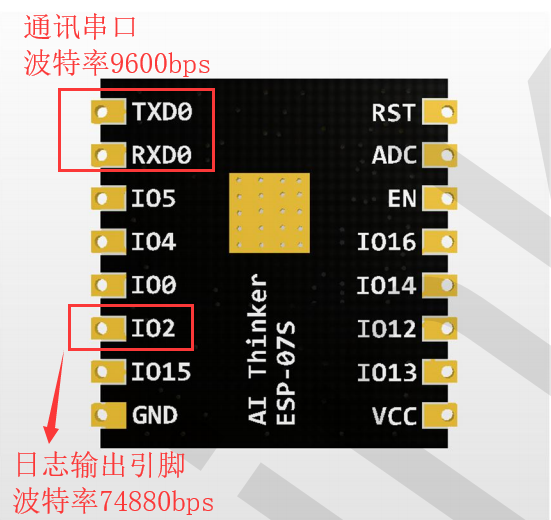 通讯串口
波特率9600bps
TXD0
RXD0
IO5
IO4
IO0
IO2
IO15
GND
RST
ADC
EN
IO16
IO14
IO12
IO13
VCC
AI Thinker
ESP-07S
日志输出引脚
波特率74880bps